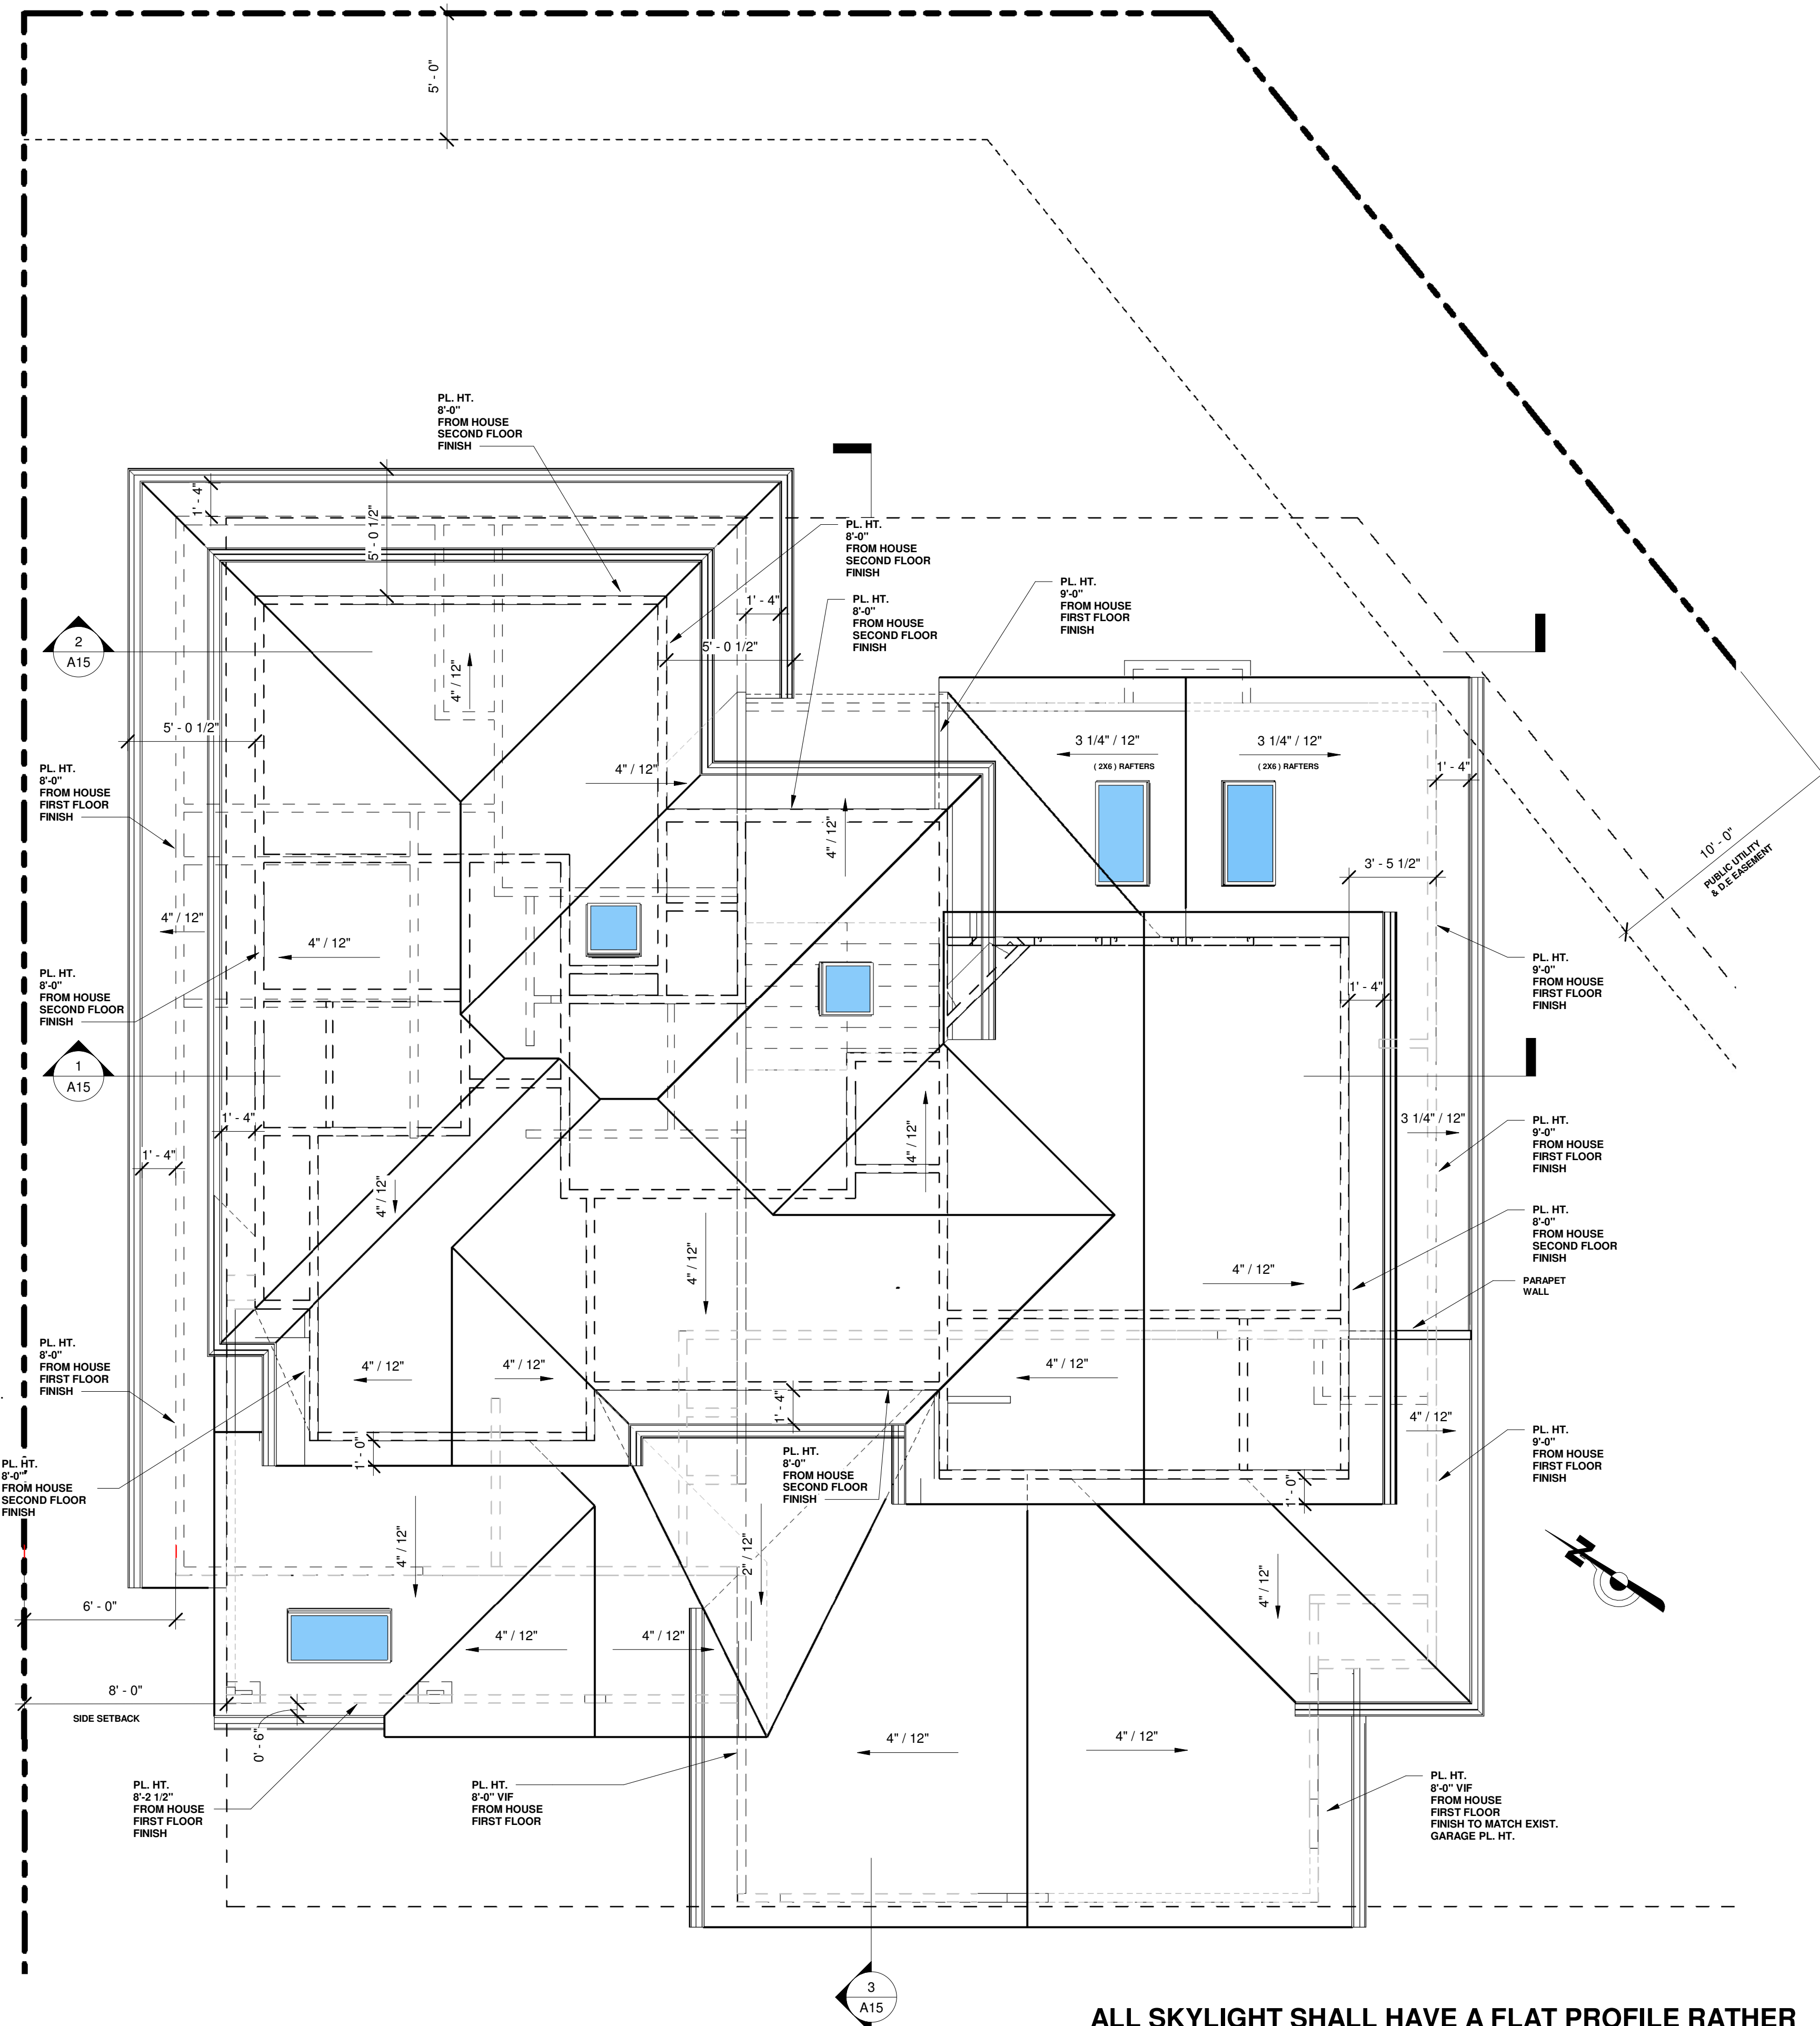 5' - 0"
PL. HT.
8'-0"
FROM HOUSE
SECOND FLOOR
FINISH
1' - 4"
5' - 0 1/2"
PL. HT.
8'-0"
FROM HOUSE
SECOND FLOOR
FINISH
PL. HT.
9'-0"
FROM HOUSE
FIRST FLOOR
FINISH
PL. HT.
8'-0"
FROM HOUSE
SECOND FLOOR
FINISH
1' - 4"
5' - 0 1/2"
2
A15
4" / 12"
5' - 0 1/2"
3 1/4" / 12"
( 2X6 ) RAFTERS
3 1/4" / 12"
( 2X6 ) RAFTERS
1' - 4"
PL. HT.
8'-0"
FROM HOUSE
FIRST FLOOR
FINISH
4" / 12"
4" / 12"
10' - 0"
PUBLIC UTILITY
& D.E EASEMENT
3' - 5 1/2"
4" / 12"
4" / 12"
PL. HT.
8'-0"
FROM HOUSE
SECOND FLOOR
FINISH
PL. HT.
9'-0"
FROM HOUSE
FIRST FLOOR
FINISH
1' - 4"
1
A15
1' - 4"
1' - 4"
4" / 12"
4" / 12"
3 1/4" / 12"
PL. HT.
9'-0"
FROM HOUSE
FIRST FLOOR
FINISH
4" / 12"
4" / 12"
PL. HT.
8'-0"
FROM HOUSE
SECOND FLOOR
FINISH
PARAPET
WALL
PL. HT.
8'-0"
FROM HOUSE
FIRST FLOOR
FINISH
4" / 12"
4" / 12"
4" / 12"
1' - 4"
4" / 12"
PL. HT.
9'-0"
FROM HOUSE
FIRST FLOOR
FINISH
1' - 0"
PL. HT.
8'-0"
FROM HOUSE
SECOND FLOOR
FINISH
PL. HT.
8'-0"
FROM HOUSE
SECOND FLOOR
FINISH
1' - 0"
4" / 12"
2" / 12"
4" / 12"
N
6' - 0"
4" / 12"
4" / 12"
8' - 0"
SIDE SETBACK
0' - 6"
4" / 12"
4" / 12"
PL. HT.
8'-2 1/2"
FROM HOUSE
FIRST FLOOR
FINISH
PL. HT.
8'-0" VIF
FROM HOUSE
FIRST FLOOR
PL. HT.
8'-0" VIF
FROM HOUSE
FIRST FLOOR
FINISH TO MATCH EXIST.
GARAGE PL. HT.
3
A15
ALL SKYLIGHT SHALL HAVE A FLAT PROFILE RATHER